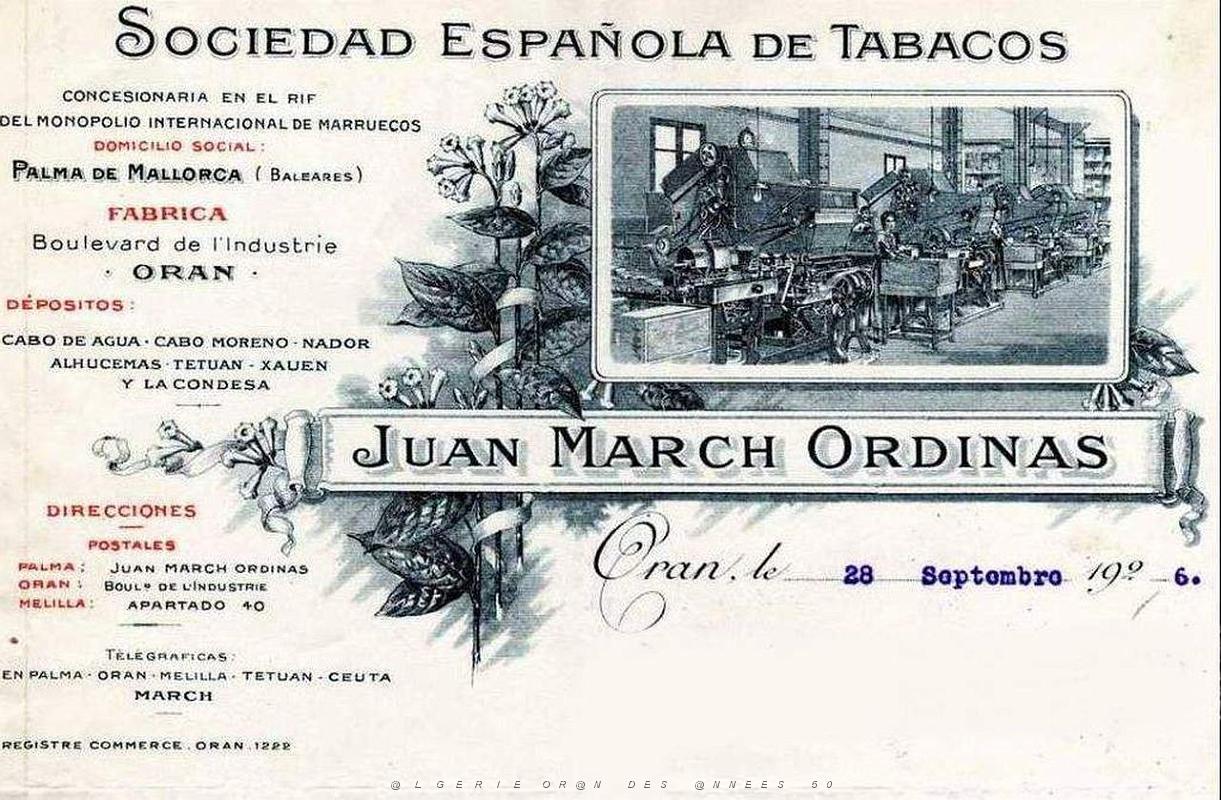 SOCIEDAD ESPAÑOLA DE TABACOS
CONCESIONARIA EN EL RIF
DEL MONOPOLIO INTERNACIONAL DE MARRUECOS
DOMICILIO SOCIAL:
PALMA DE MALLORCA (BALEARES)
FABRICA
Boulevard de l'Industrie
· ORAN ·
DÉPOSITOS:
CABO DE AGUA · CABO MORENO · NADOR
ALHUCEMAS · TETUAN - XAUEN
Y LA CONDESA
JUAN MARCH ORDINAS
Oran, le 28 Septembre 192 6.
DIRECCIONES
POSTALES
PALMA: JUAN MARCH ORDINAS
ORAN: BOULD DE L'INDUSTRIE
MELILLA: APARTADO 40
TELEGRAFICAS:
EN PALMA · ORAN · MELILLA · TETUAN - CEUTA
MARCH
REGISTRE COMMERCE. ORAN. 1222
@LGERIE OR@N DES @NNEES 50